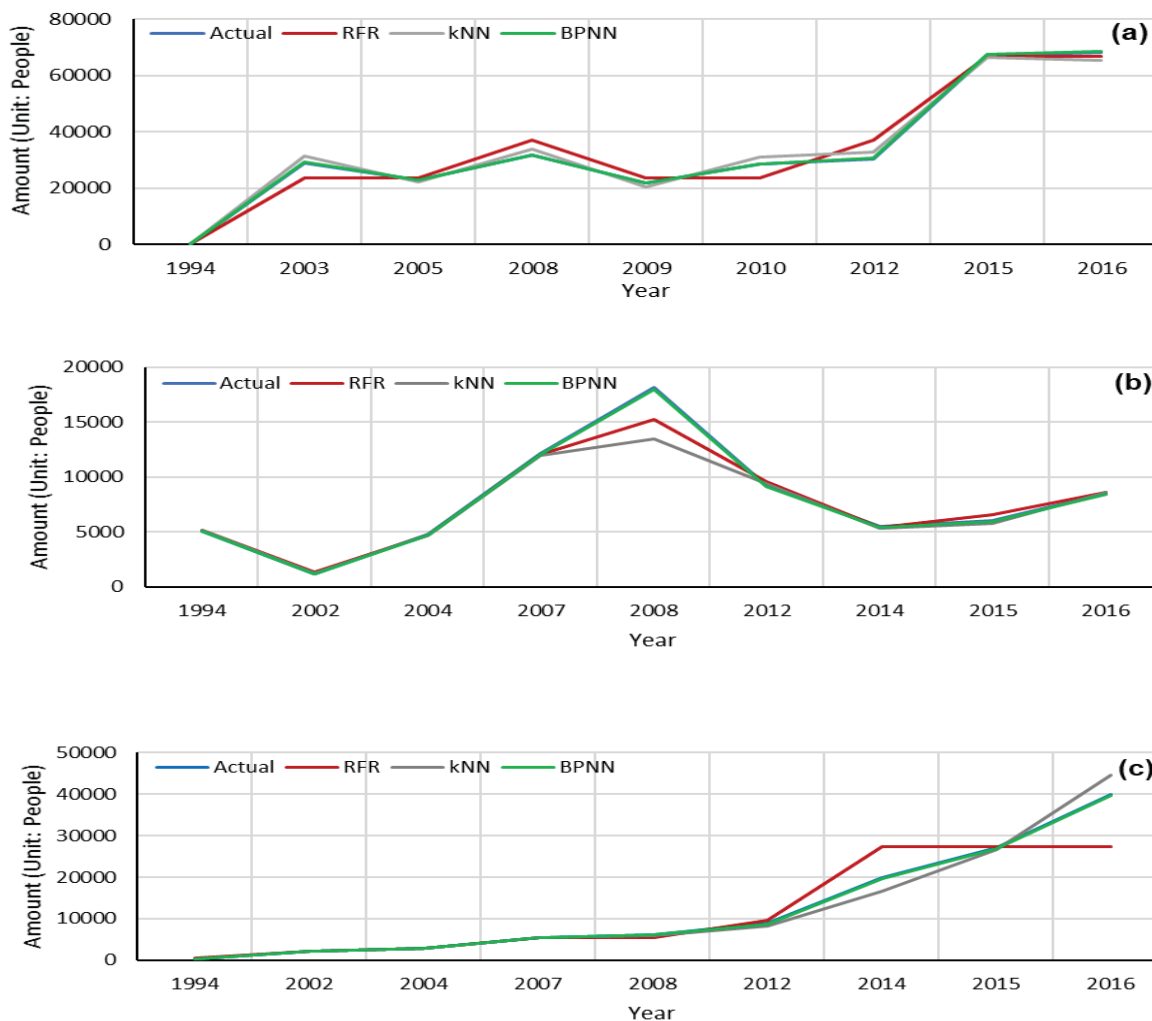 80000
Actual RFR kNN BPNN (a)
60000
40000
20000
0
Amount (Unit: People)
1994 2003 2005 2008 2009 2010 2012 2015 2016
Year
20000
Actual RFR kNN BPNN (b)
15000
10000
5000
0
Amount (Unit: People)
1994 2002 2004 2007 2008 2012 2014 2015 2016
Year
50000
Actual RFR kNN BPNN (c)
40000
30000
20000
10000
0
Amount (Unit: People)
1994 2002 2004 2007 2008 2012 2014 2015 2016
Year